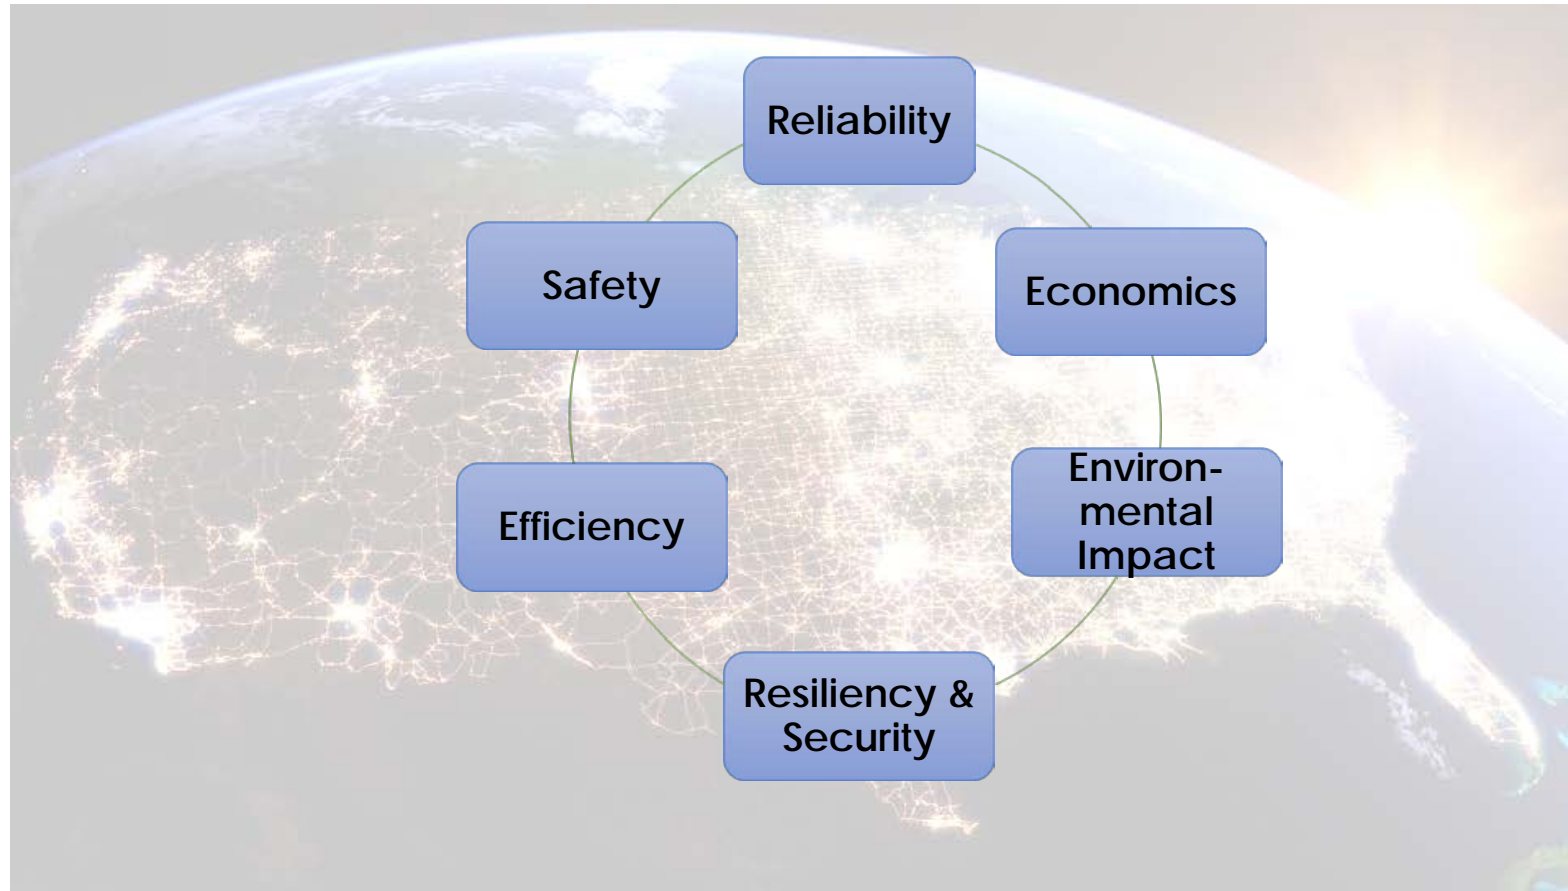 Reliability
Safety
Economics
Efficiency
Environ-
mental
Impact
Resiliency &
Security